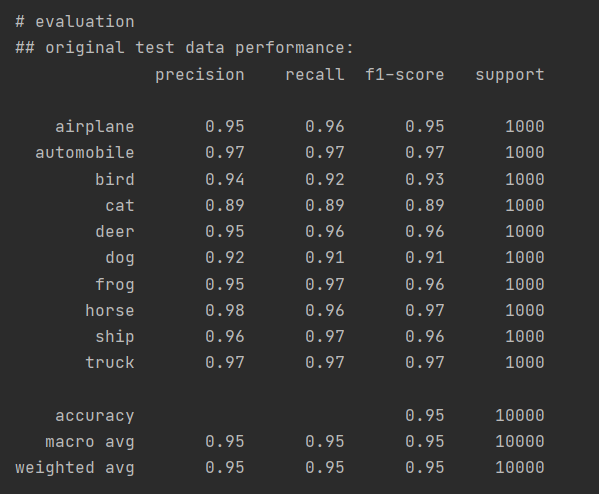 # evaluation
## original test data performance:
precision recall f1-score support
airplane 0.95 0.96 0.95 1000
automobile 0.97 0.97 0.97 1000
bird 0.94 0.92 0.93 1000
cat 0.89 0.89 0.89 1000
deer 0.95 0.96 0.96 1000
dog 0.92 0.91 0.91 1000
frog 0.95 0.97 0.96 1000
horse 0.98 0.96 0.97 1000
ship 0.96 0.97 0.96 1000
truck 0.97 0.97 0.97 1000
accuracy 0.95 10000
macro avg 0.95 0.95 0.95 10000
weighted avg 0.95 0.95 0.95 10000